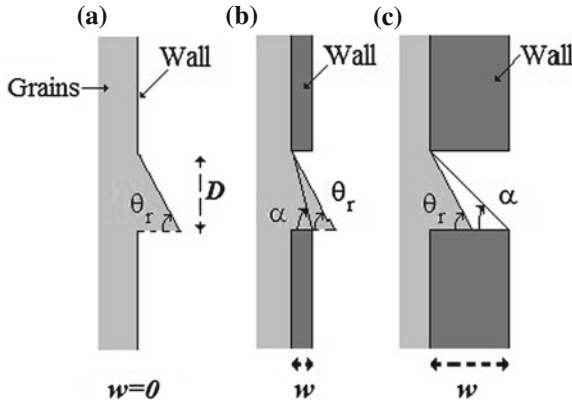 (a) (b) (c)
Wall Wall Wall
Grains
D
θr α θr θr α
w=0 w w